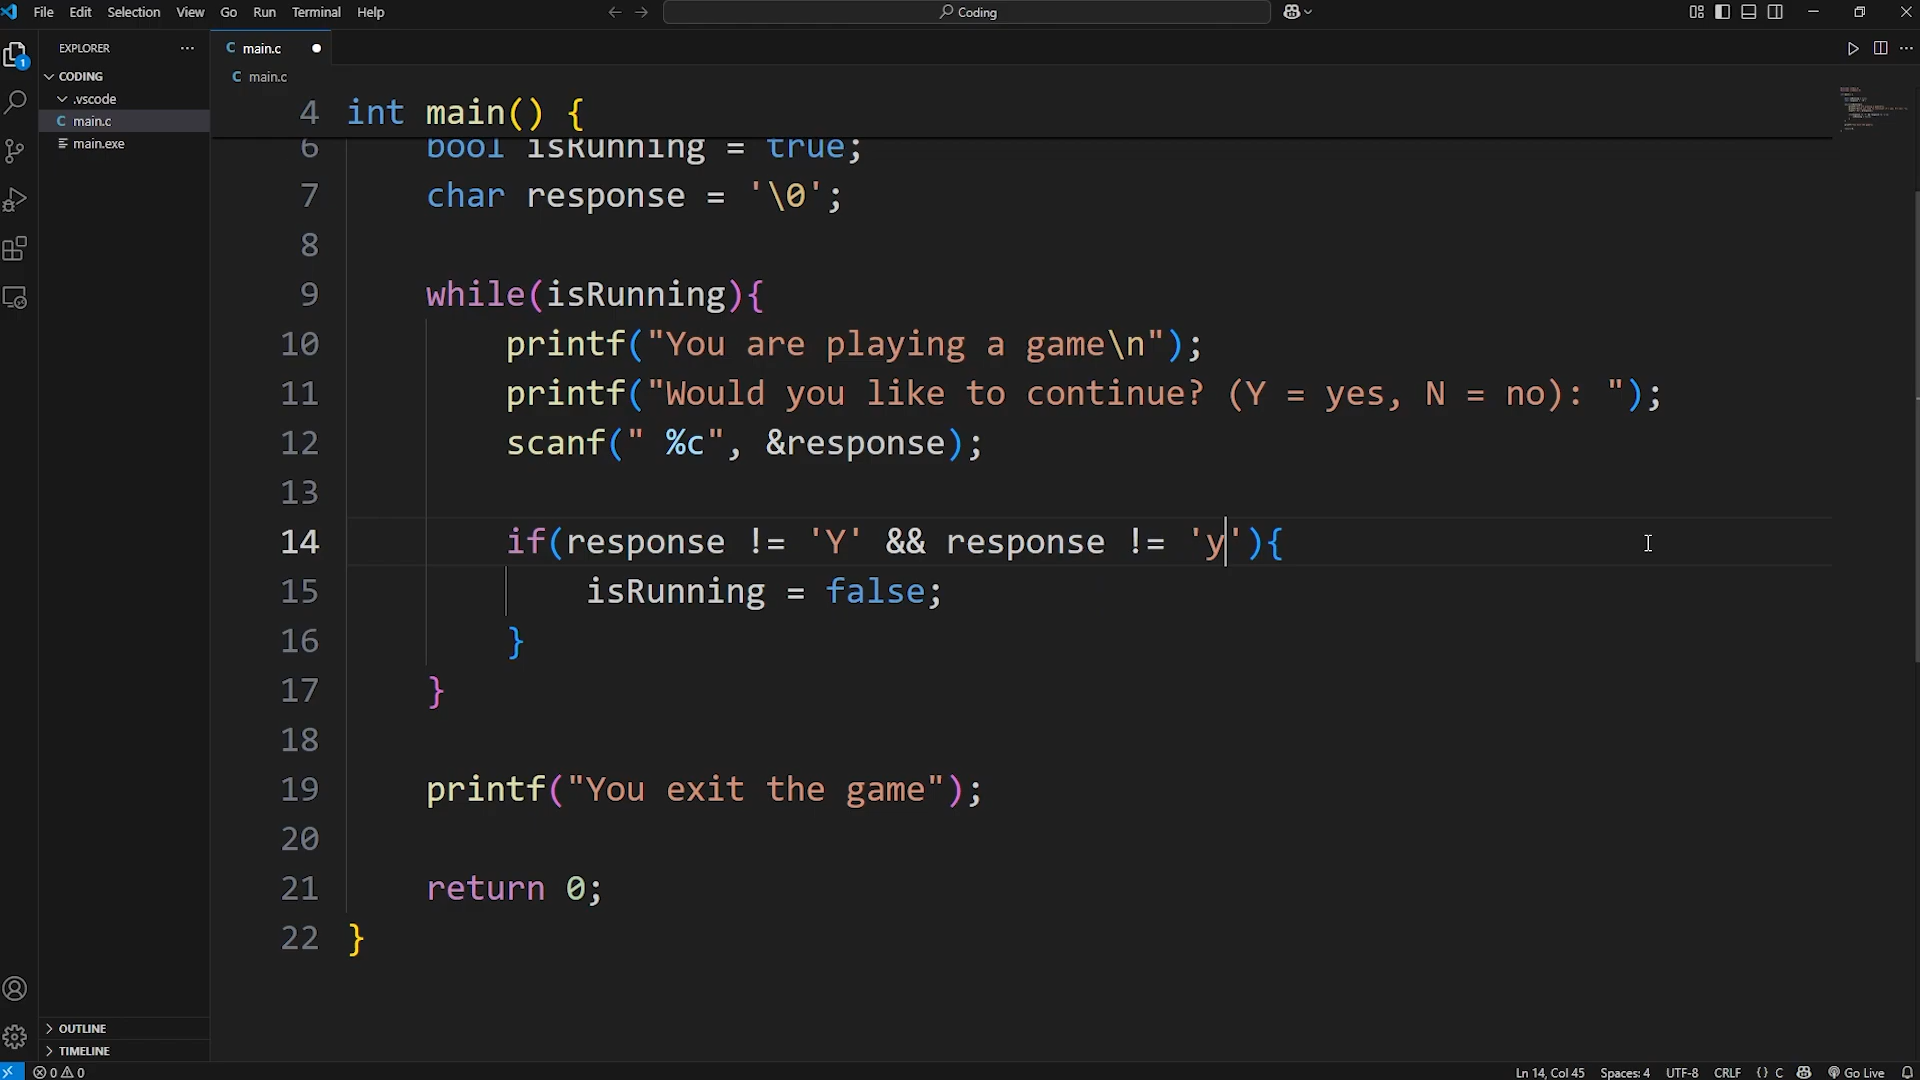 File Edit Selection View Go Run Terminal Help
Coding
EXPLORER
main.c
CODING
main.c
.vscode
4 int main() {
main.c
main.exe
6 bool isRunning = true;
7 char response = '\0';
8
9 while(isRunning){
10 printf("You are playing a game\n");
11 printf("Would you like to continue? (Y = yes, N = no): ");
12 scanf(" %c", &response);
13
14 if(response != 'Y' && response != 'y'){
15 isRunning = false;
16 }
17 }
18
19 printf("You exit the game");
20
21 return 0;
22 }
OUTLINE
TIMELINE
0 0 Ln 14, Col 45 Spaces: 4 UTF-8 CRLF {} C Go Live
1